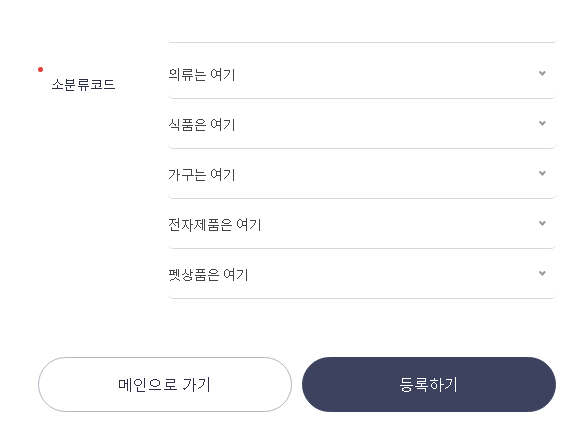 소분류코드
의류는 여기
식품은 여기
가구는 여기
전자제품은 여기
펫상품은 여기
메인으로 가기
등록하기